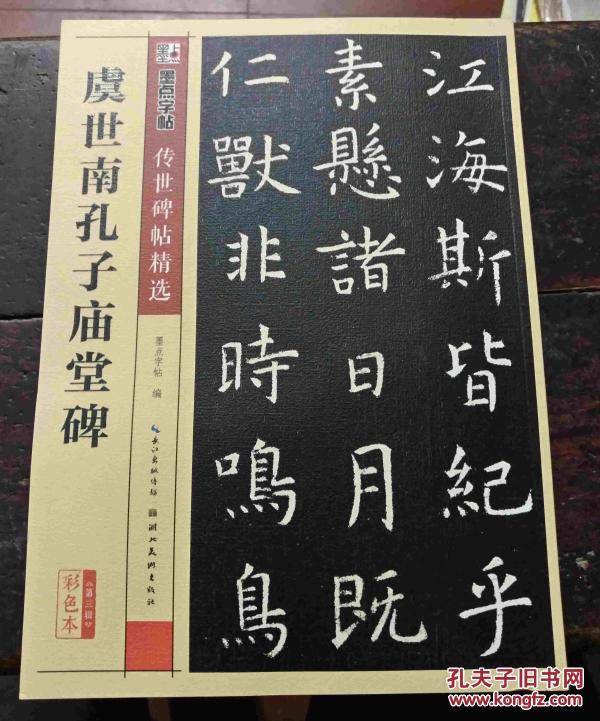 虞世南孔子庙堂碑
彩色本
《第三辑》
墨点
墨点字帖
传世碑帖精选
墨点字帖 编
长江出版传媒
湖北美术出版社
江海斯皆紀乎
素懸諸日月既
仁獸非時鳴鳥
孔夫子旧书网
www.kongfz.com